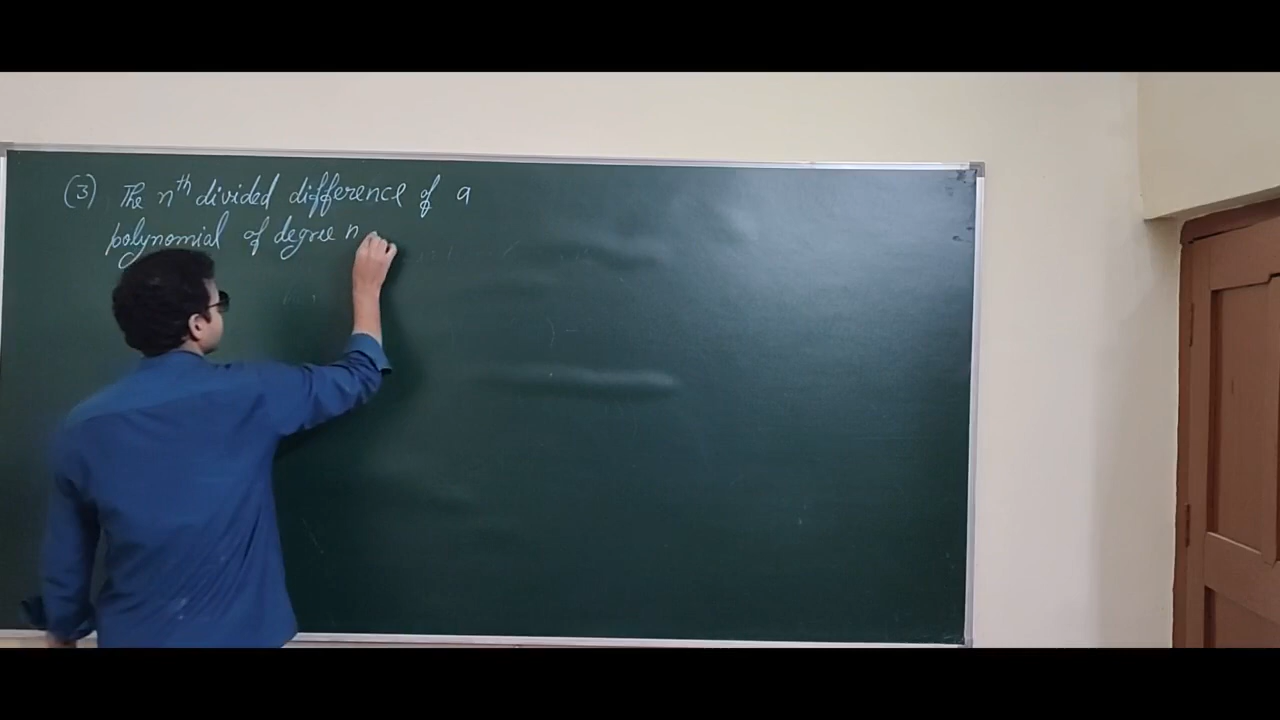 (3) The nth divided difference of a
polynomial of degree n